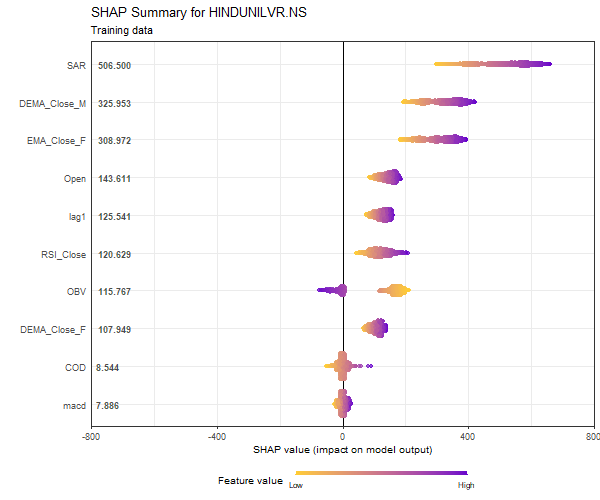 SHAP Summary for HINDUNILVR.NS
Training data
SAR 506.500
DEMA_Close_M 325.953
EMA_Close_F 308.972
Open 143.611
lag1 125.541
RSI_Close 120.629
OBV 115.767
DEMA_Close_F 107.949
COD 8.544
macd 7.886
-800 -400 0 400 800
SHAP value (impact on model output)
Feature value
Low High